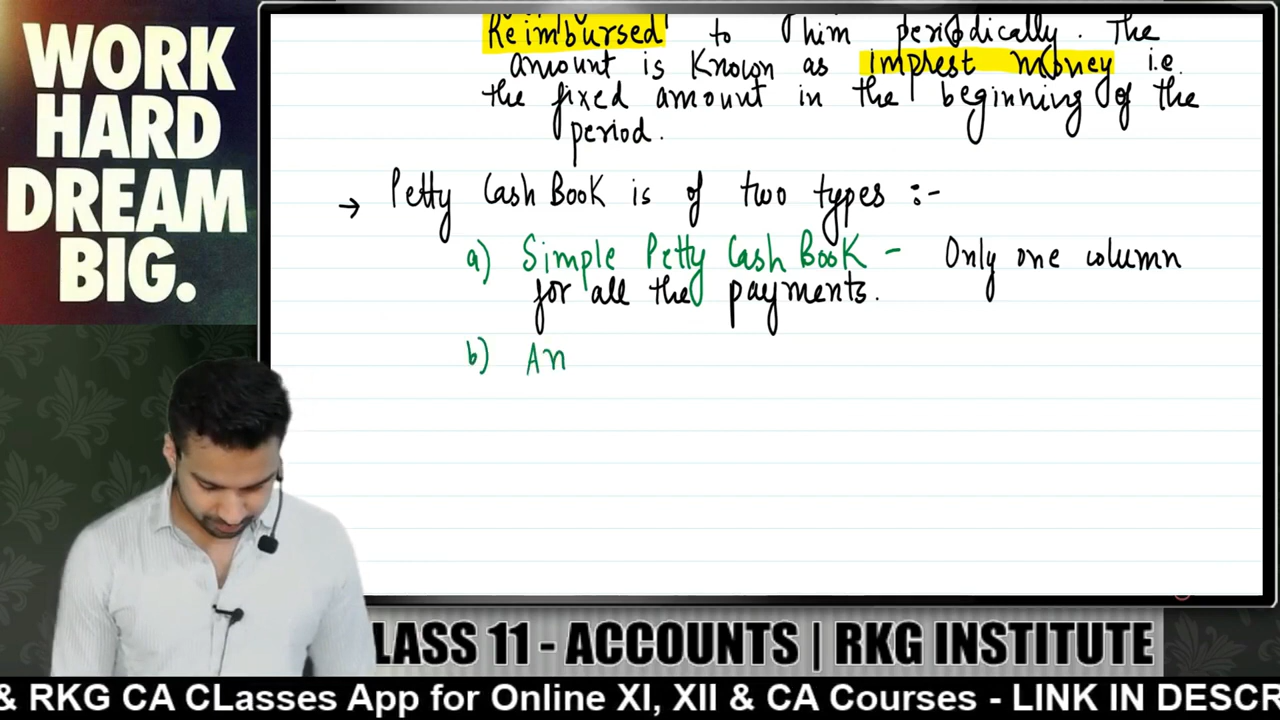 WORK
HARD
DREAM
BIG.
Reimbursed to him periodically. The
amount is Known as imprest money i.e.
the fixed amount in the beginning of the
period.
→ Petty Cash Book is of two types :-
a) Simple Petty Cash Book - Only one column
for all the payments.
b) An
LASS 11 - ACCOUNTS | RKG INSTITUTE
& RKG CA CLasses App for Online XI, XII & CA Courses - LINK IN DESCR